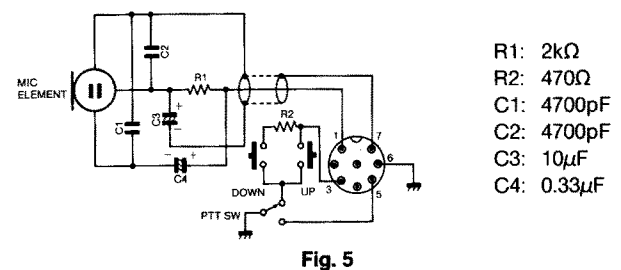 C2
MIC
ELEMENT
R1
C1
C3
+
−
− +
C4
R2
1
7
6
3
5
DOWN
UP
PTT SW
R1: 2kΩ
R2: 470Ω
C1: 4700pF
C2: 4700pF
C3: 10μF
C4: 0.33μF
Fig. 5